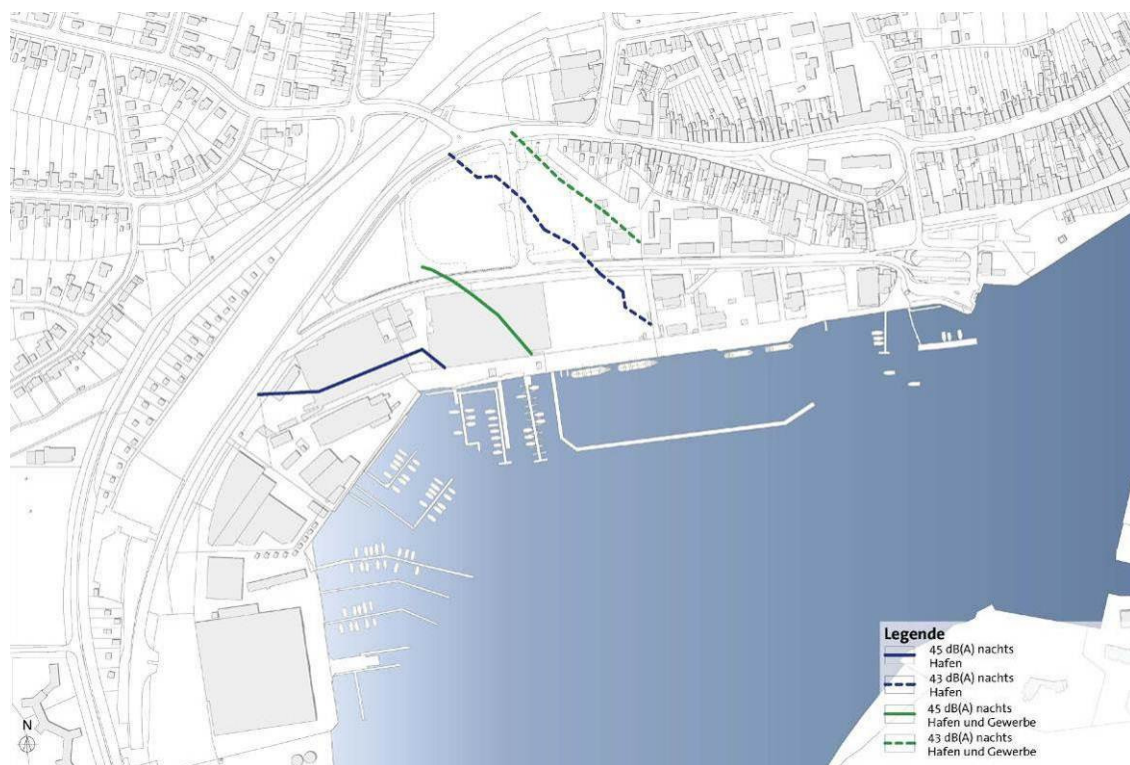 N
Legende
45 dB(A) nachts
Hafen
43 dB(A) nachts
Hafen
45 dB(A) nachts
Hafen und Gewerbe
43 dB(A) nachts
Hafen und Gewerbe